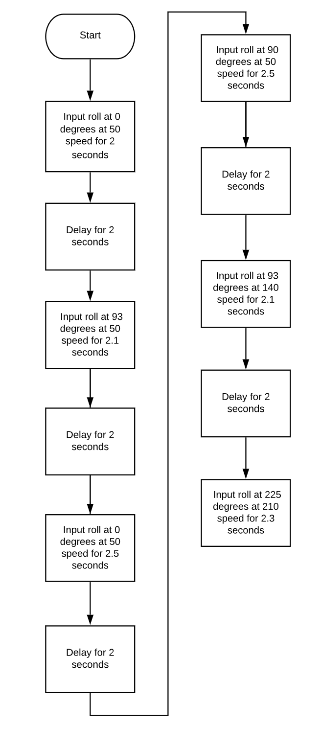 Start
Input roll at 0
degrees at 50
speed for 2
seconds
Delay for 2
seconds
Input roll at 93
degrees at 50
speed for 2.1
seconds
Delay for 2
seconds
Input roll at 0
degrees at 50
speed for 2.5
seconds
Delay for 2
seconds
Input roll at 90
degrees at 50
speed for 2.5
seconds
Delay for 2
seconds
Input roll at 93
degrees at 140
speed for 2.1
seconds
Delay for 2
seconds
Input roll at 225
degrees at 210
speed for 2.3
seconds